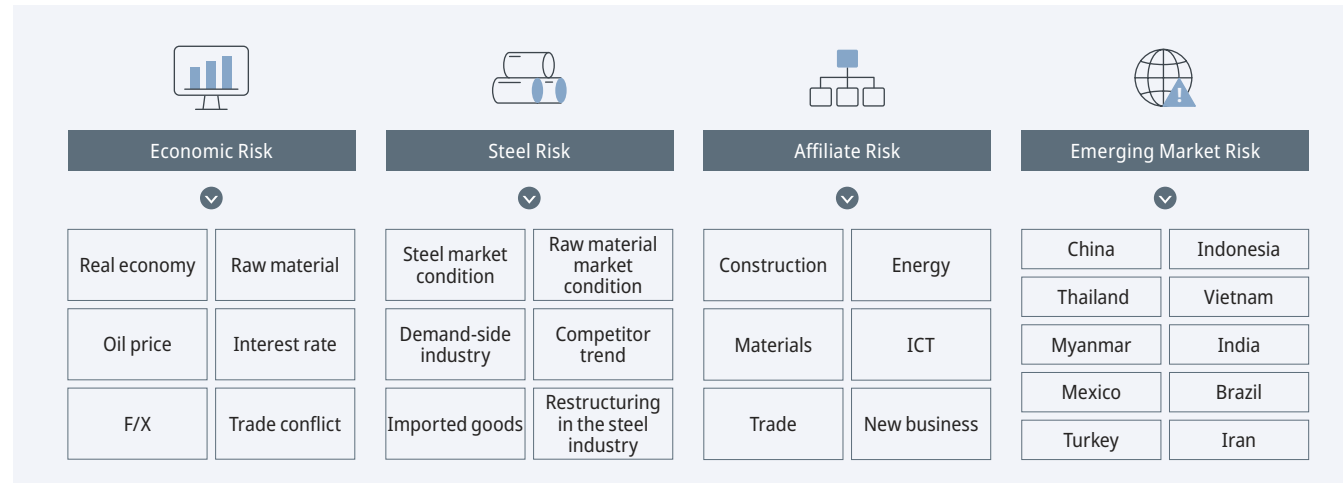 Economic Risk
Real economy
Raw material
Oil price
Interest rate
F/X
Trade conflict
Steel Risk
Steel market
condition
Raw material
market
condition
Demand-side
industry
Competitor
trend
Imported goods
Restructuring
in the steel
industry
Affiliate Risk
Construction
Energy
Materials
ICT
Trade
New business
Emerging Market Risk
China
Indonesia
Thailand
Vietnam
Myanmar
India
Mexico
Brazil
Turkey
Iran